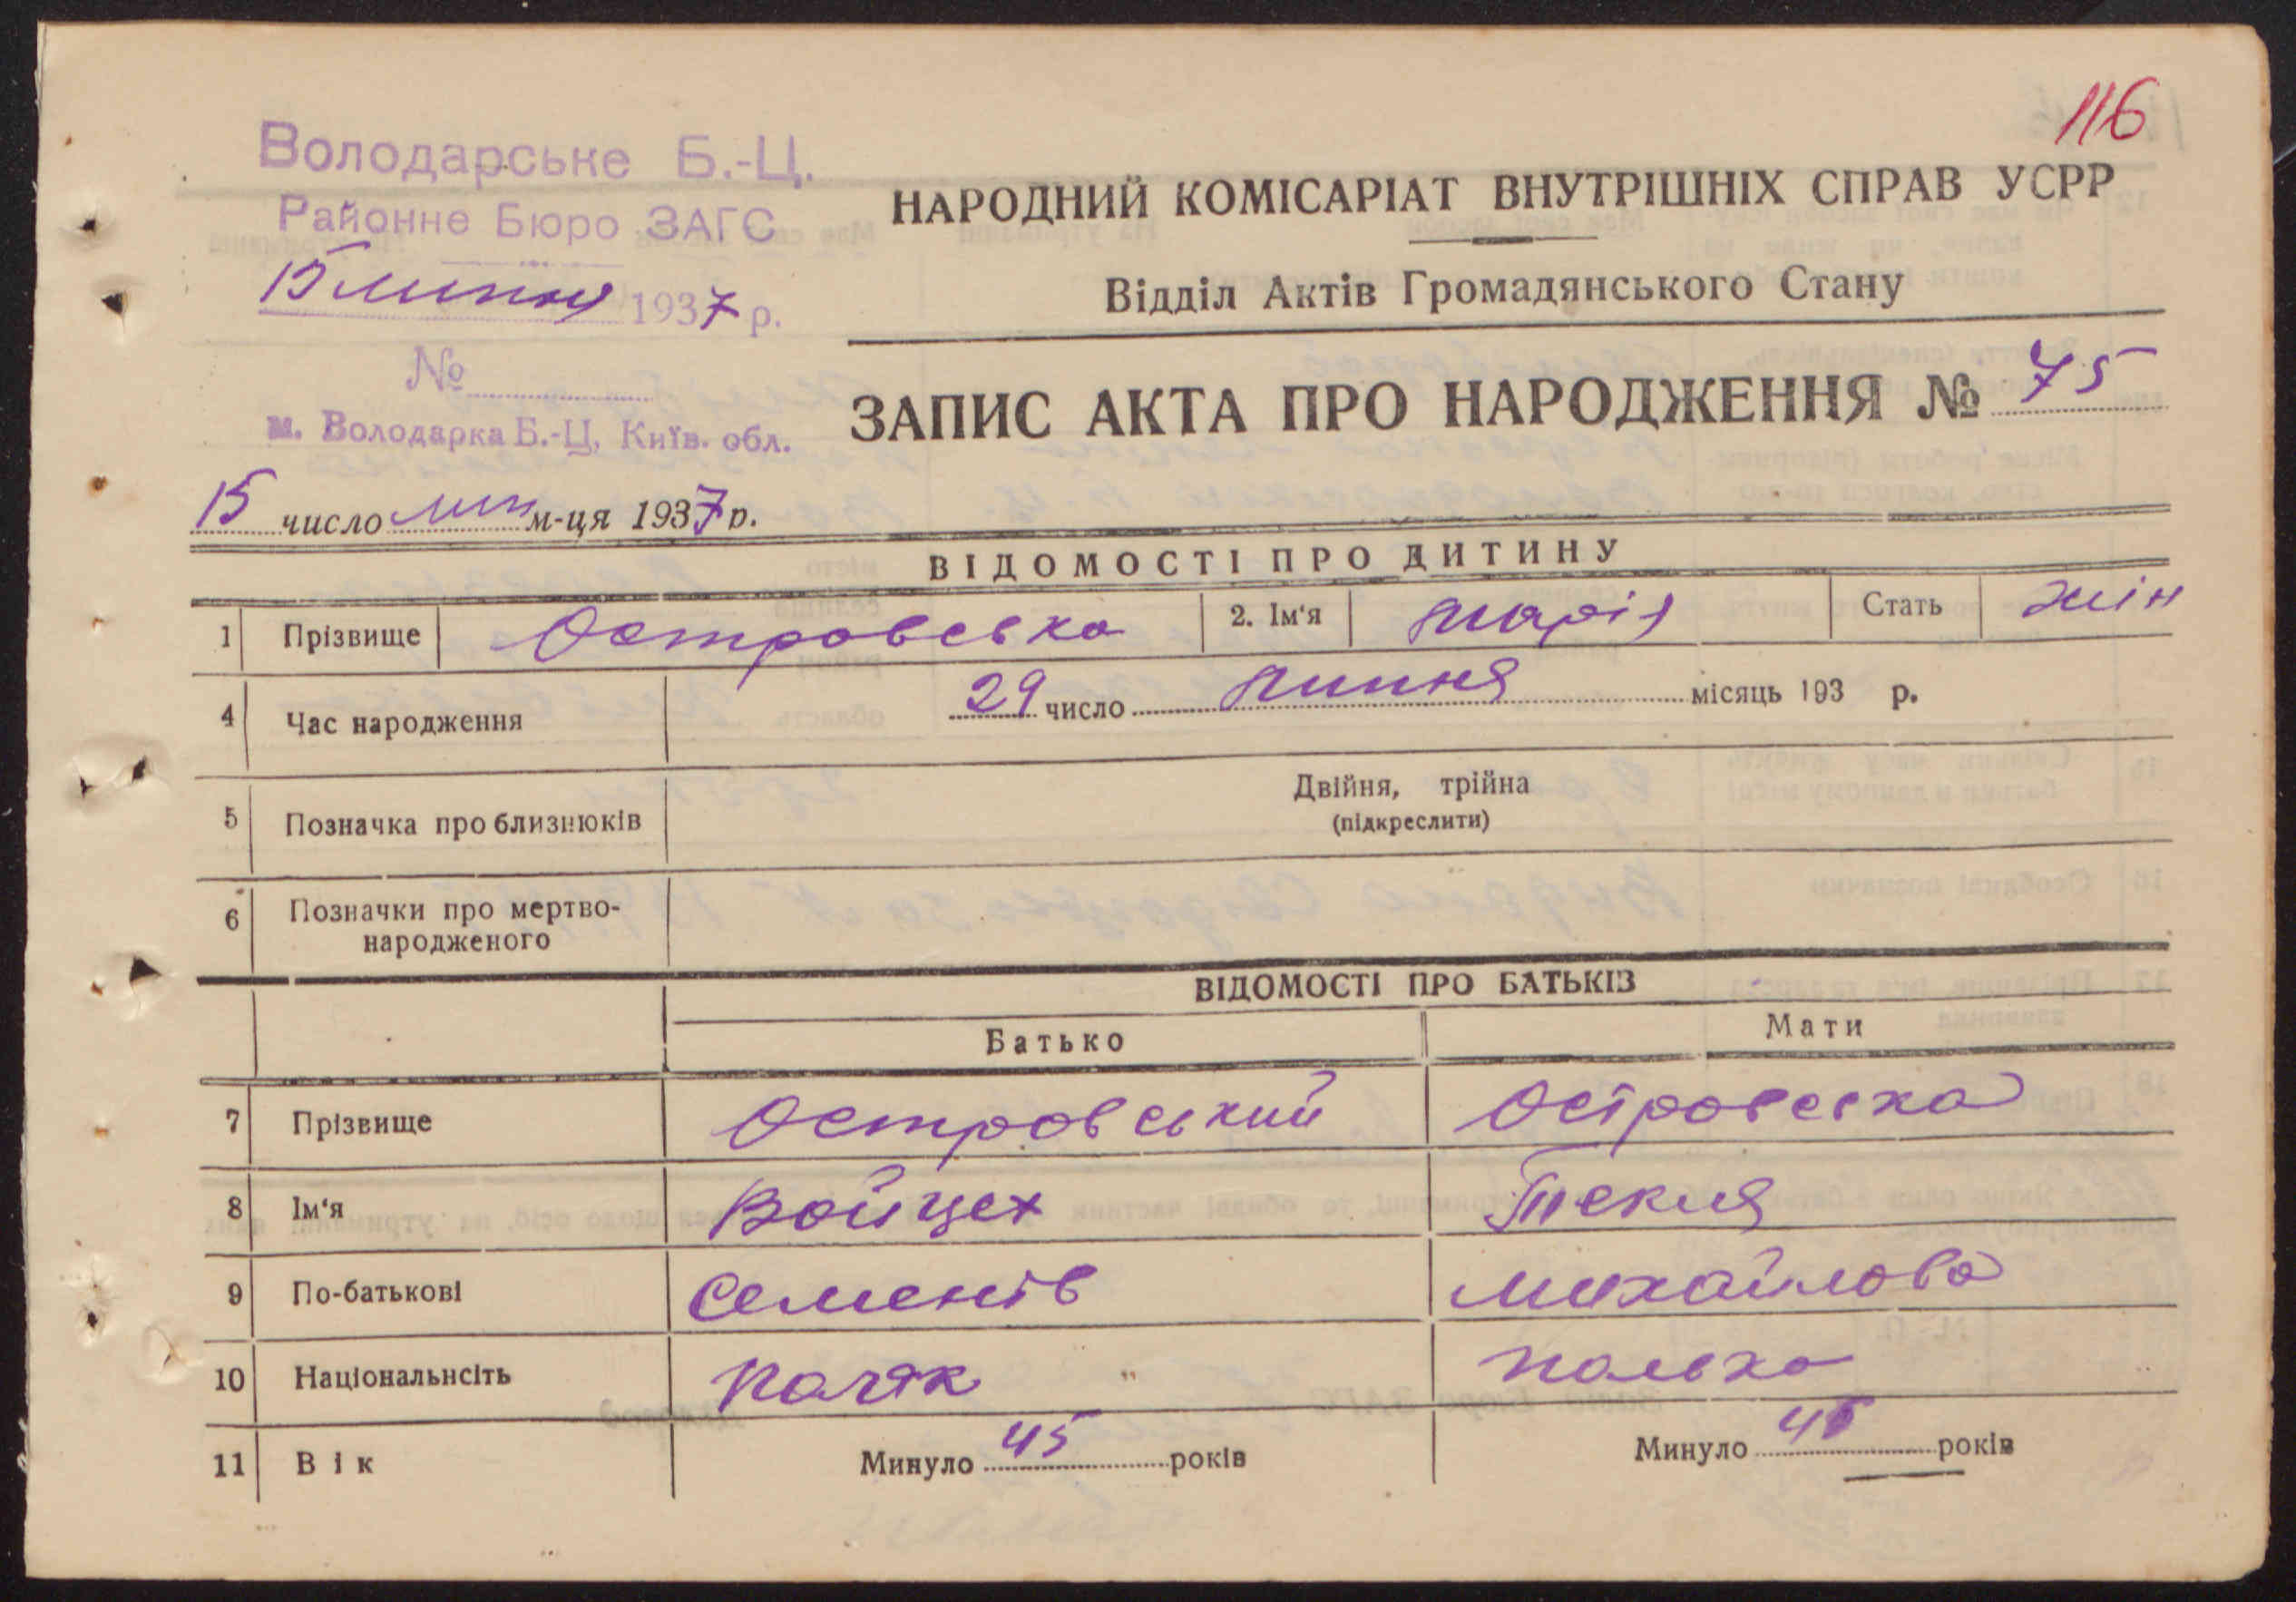 116
Володарське Б.-Ц.
Районне Бюро ЗАГС
15 липня 1937 р.
№
м. Володарка Б.-Ц, Київ. обл.
НАРОДНИЙ КОМІСАРІАТ ВНУТРІШНІХ СПРАВ УСРР
Відділ Актів Громадянського Стану
ЗАПИС АКТА ПРО НАРОДЖЕННЯ № 75
15 число лип м-ця 1937 р.
ВІДОМОСТІ ПРО ДИТИНУ
1 Прізвище Островська 2. Ім'я Марія Стать жін
4 Час народження 29 число липня місяць 193 р.
5 Позначка про близнюків Двійня, трійна
(підкреслити)
6 Позначки про мертво-
народженого
ВІДОМОСТІ ПРО БАТЬКІВ
Батько Мати
7 Прізвище Островський Островська
8 Ім'я Войцех Текля
9 По-батькові Семенів Михайлова
10 Національнсіть поляк полька
11 Вік Минуло 45 років Минуло років